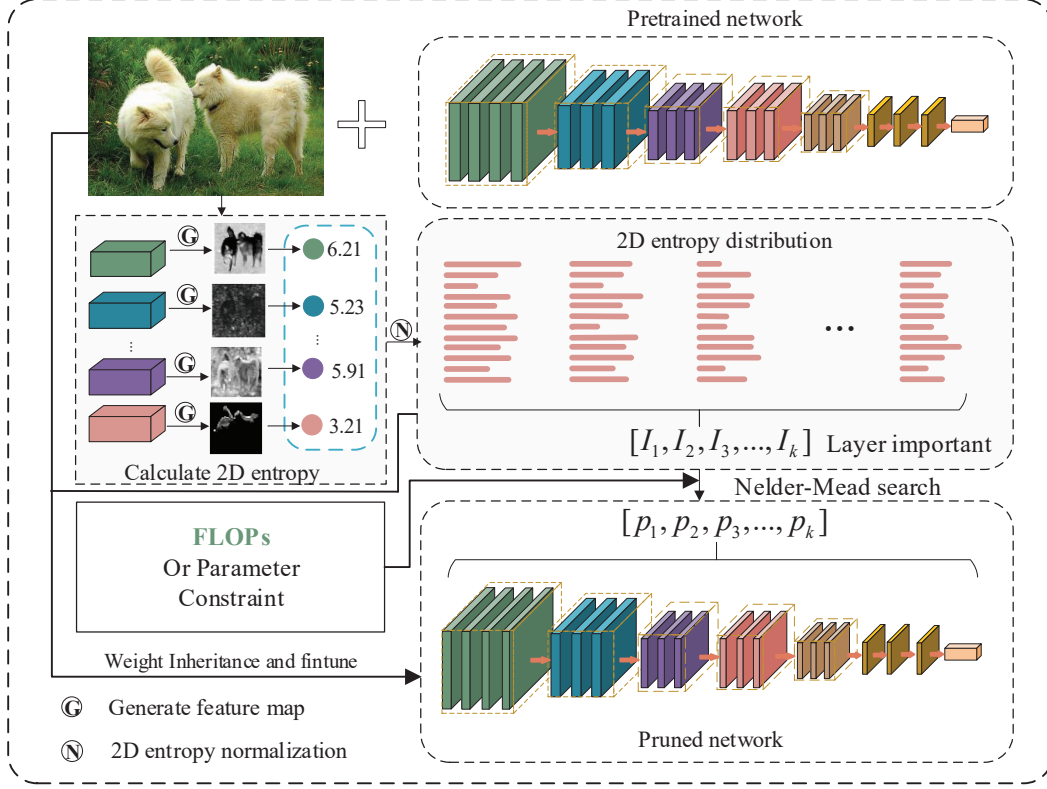 Pretrained network
G
6.21
G
5.23
...
...
G
5.91
G
3.21
Calculate 2D entropy
N
2D entropy distribution
...
[I₁, I₂, I₃, ..., Iₖ] Layer important
Nelder-Mead search
FLOPs
Or Parameter
Constraint
[p₁, p₂, p₃, ..., pₖ]
Weight Inheritance and fintune
Pruned network
G Generate feature map
N 2D entropy normalization